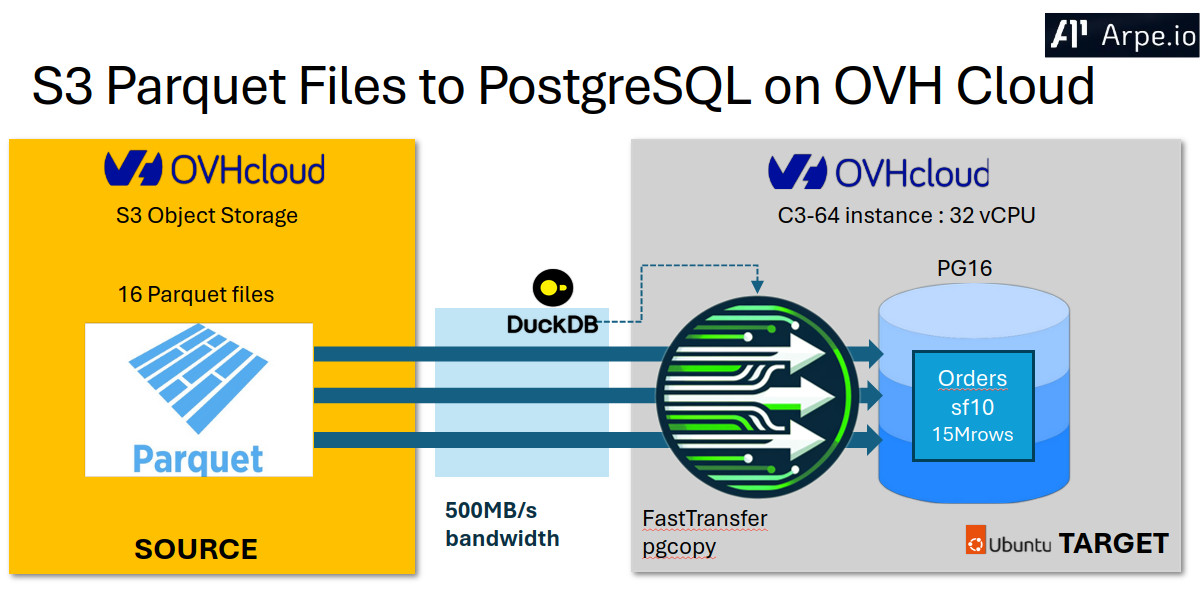 Arpe.io
S3 Parquet Files to PostgreSQL on OVH Cloud
OVHcloud
S3 Object Storage
16 Parquet files
Parquet
SOURCE
DuckDB
500MB/s
bandwidth
OVHcloud
C3-64 instance : 32 vCPU
PG16
Orders
sf10
15Mrows
FastTransfer
pgcopy
Ubuntu TARGET